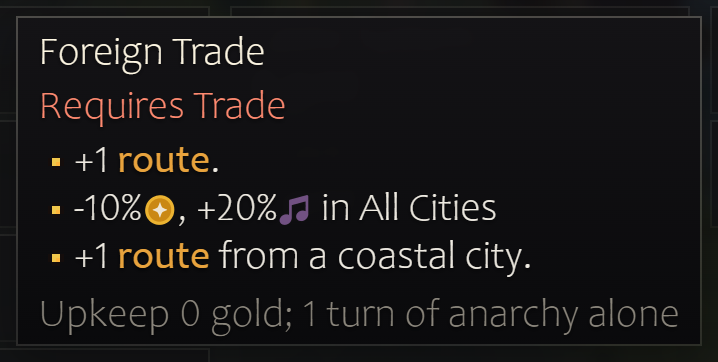 Foreign Trade
Requires Trade
▪ +1 route.
▪ -10%, +20% in All Cities
▪ +1 route from a coastal city.
Upkeep 0 gold; 1 turn of anarchy alone